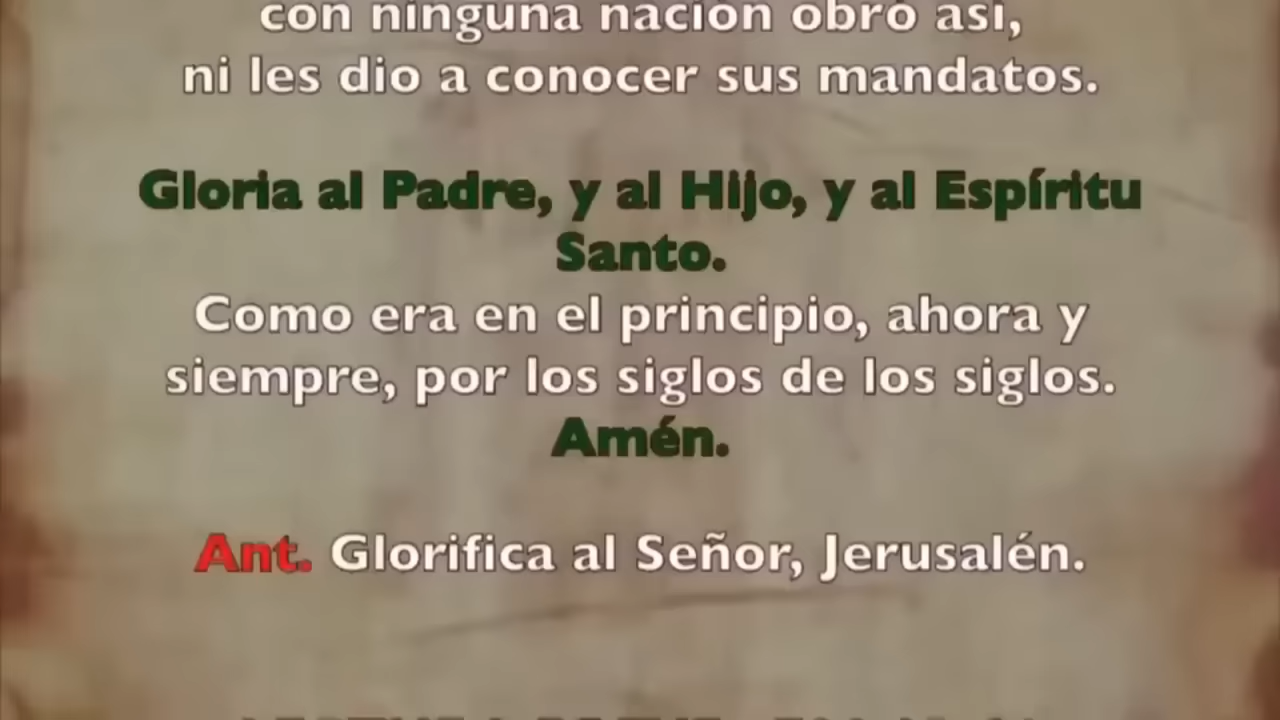 con ninguna nación obró así,
ni les dio a conocer sus mandatos.
Gloria al Padre, y al Hijo, y al Espíritu
Santo.
Como era en el principio, ahora y
siempre, por los siglos de los siglos.
Amén.
Ant. Glorifica al Señor, Jerusalén.